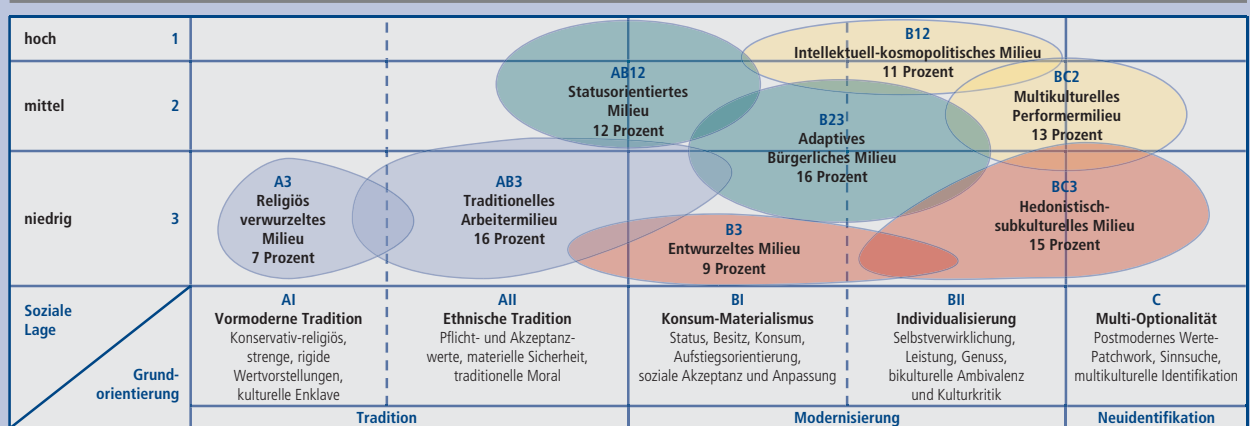 hoch 1
mittel 2
niedrig 3
B12
Intellektuell-kosmopolitisches Milieu
11 Prozent
AB12
Statusorientiertes
Milieu
12 Prozent
BC2
Multikulturelles
Performermilieu
13 Prozent
B23
Adaptives
Bürgerliches Milieu
16 Prozent
A3
Religiös
verwurzeltes
Milieu
7 Prozent
AB3
Traditionelles
Arbeitermilieu
16 Prozent
B3
Entwurzeltes Milieu
9 Prozent
BC3
Hedonistisch-
subkulturelles Milieu
15 Prozent
Soziale
Lage
Grund-
orientierung
AI
Vormoderne Tradition
Konservativ-religiös,
strenge, rigide
Wertvorstellungen,
kulturelle Enklave
AII
Ethnische Tradition
Pflicht- und Akzeptanz-
werte, materielle Sicherheit,
traditionelle Moral
BI
Konsum-Materialismus
Status, Besitz, Konsum,
Aufstiegsorientierung,
soziale Akzeptanz und Anpassung
BII
Individualisierung
Selbstverwirklichung,
Leistung, Genuss,
bikulturelle Ambivalenz
und Kulturkritik
C
Multi-Optionalität
Postmodernes Werte-
Patchwork, Sinnsuche,
multikulturelle Identifikation
Tradition
Modernisierung
Neuidentifikation